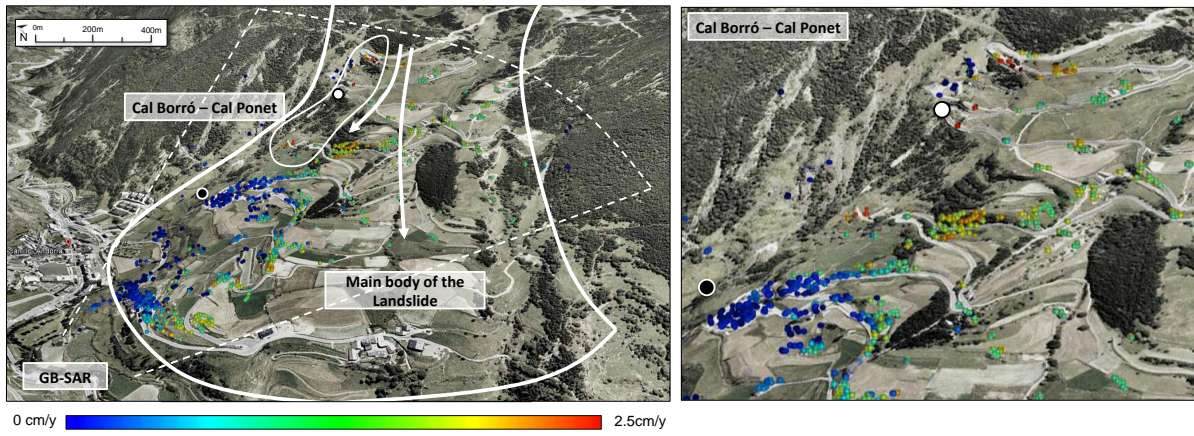 0m 200m 400m
N
Cal Borró – Cal Ponet
Main body of the
Landslide
GB-SAR
0 cm/y 2.5cm/y
Cal Borró – Cal Ponet